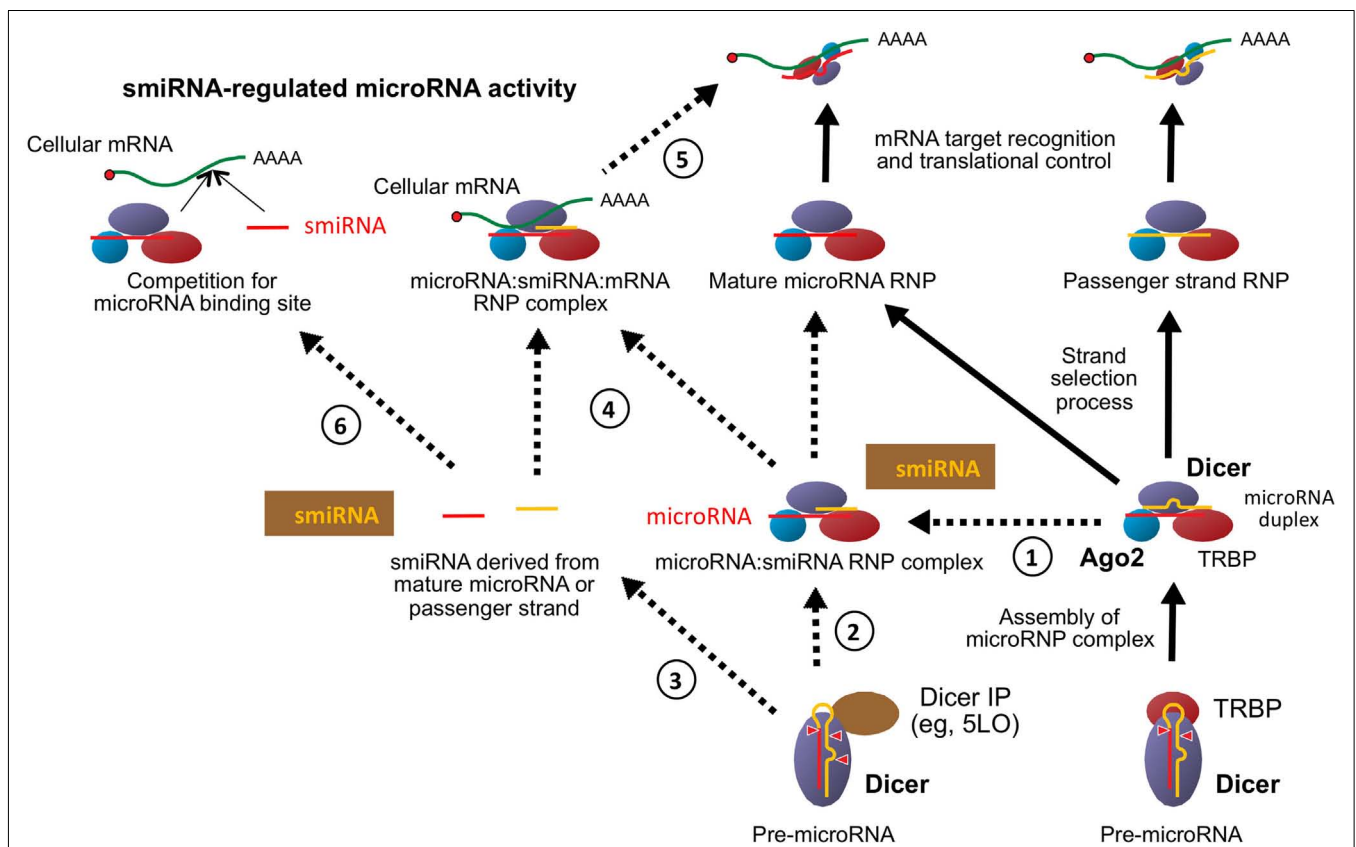 AAAA
AAAA
smiRNA-regulated microRNA activity
Cellular mRNA
AAAA
5
mRNA target recognition
and translational control
Cellular mRNA
AAAA
smiRNA
Competition for
microRNA binding site
microRNA:smiRNA:mRNA
RNP complex
Mature microRNA RNP
Passenger strand RNP
Strand
selection
process
6
4
smiRNA
Dicer
smiRNA
microRNA
microRNA
duplex
smiRNA derived from
mature microRNA or
passenger strand
microRNA:smiRNA RNP complex
1
Ago2
TRBP
2
Assembly of
microRNP complex
3
Dicer IP
(eg, 5LO)
TRBP
Dicer
Dicer
Pre-microRNA
Pre-microRNA